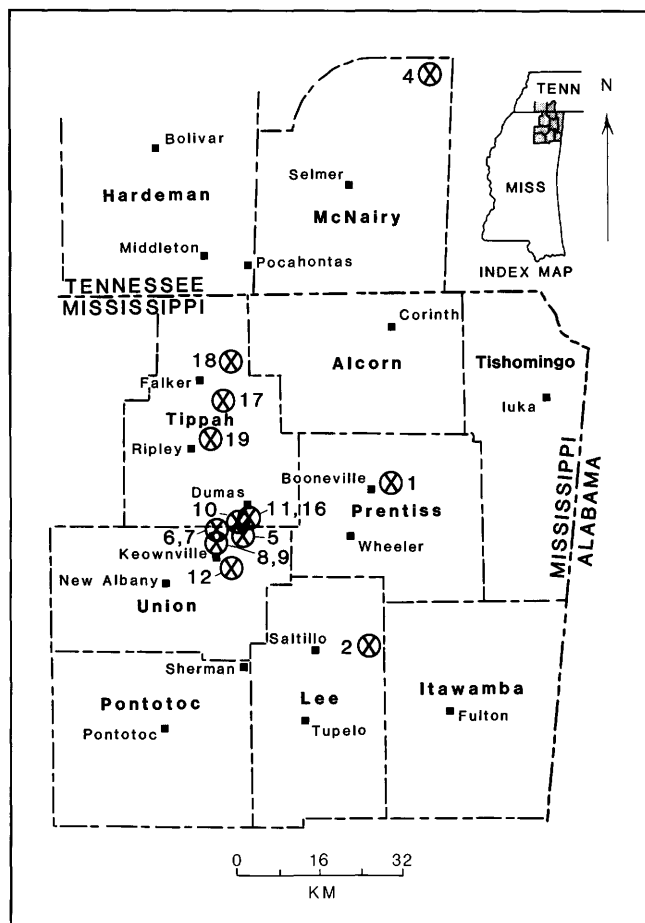 4
TENN
N
Bolivar
Selmer
Hardeman
McNairy
MISS
Middleton
Pocahontas
INDEX MAP
TENNESSEE
MISSISSIPPI
Corinth
18
Alcorn
Tishomingo
Falker
17
Iuka
Tippah
19
Ripley
Booneville
1
Dumas
10
11,16
Prentiss
6,7
5
Wheeler
Keownville
8,9
MISSISSIPPI
ALABAMA
12
New Albany
Union
Saltillo
2
Sherman
Itawamba
Pontotoc
Lee
Fulton
Pontotoc
Tupelo
0 16 32
KM